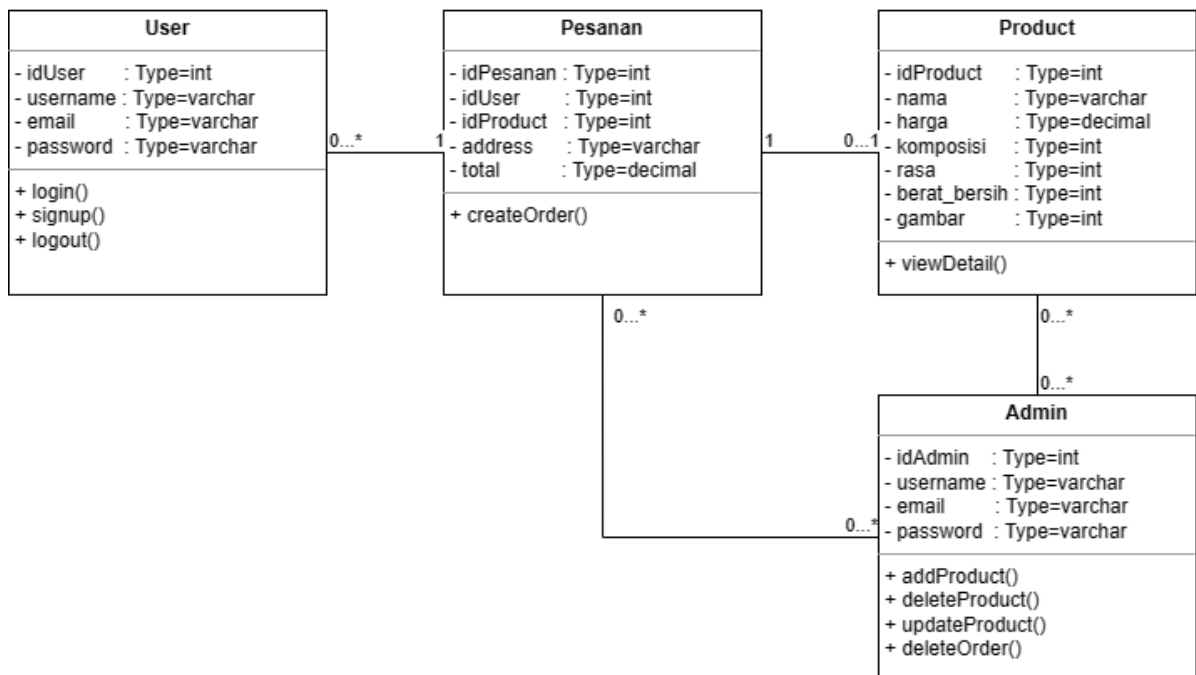 User
- idUser : Type=int
- username : Type=varchar
- email : Type=varchar
- password : Type=varchar
+ login()
+ signup()
+ logout()
0...*
1
Pesanan
- idPesanan : Type=int
- idUser : Type=int
- idProduct : Type=int
- address : Type=varchar
- total : Type=decimal
+ createOrder()
1
0...1
Product
- idProduct : Type=int
- nama : Type=varchar
- harga : Type=decimal
- komposisi : Type=int
- rasa : Type=int
- berat_bersih : Type=int
- gambar : Type=int
+ viewDetail()
0...*
0...*
0...*
0...*
Admin
- idAdmin : Type=int
- username : Type=varchar
- email : Type=varchar
- password : Type=varchar
+ addProduct()
+ deleteProduct()
+ updateProduct()
+ deleteOrder()